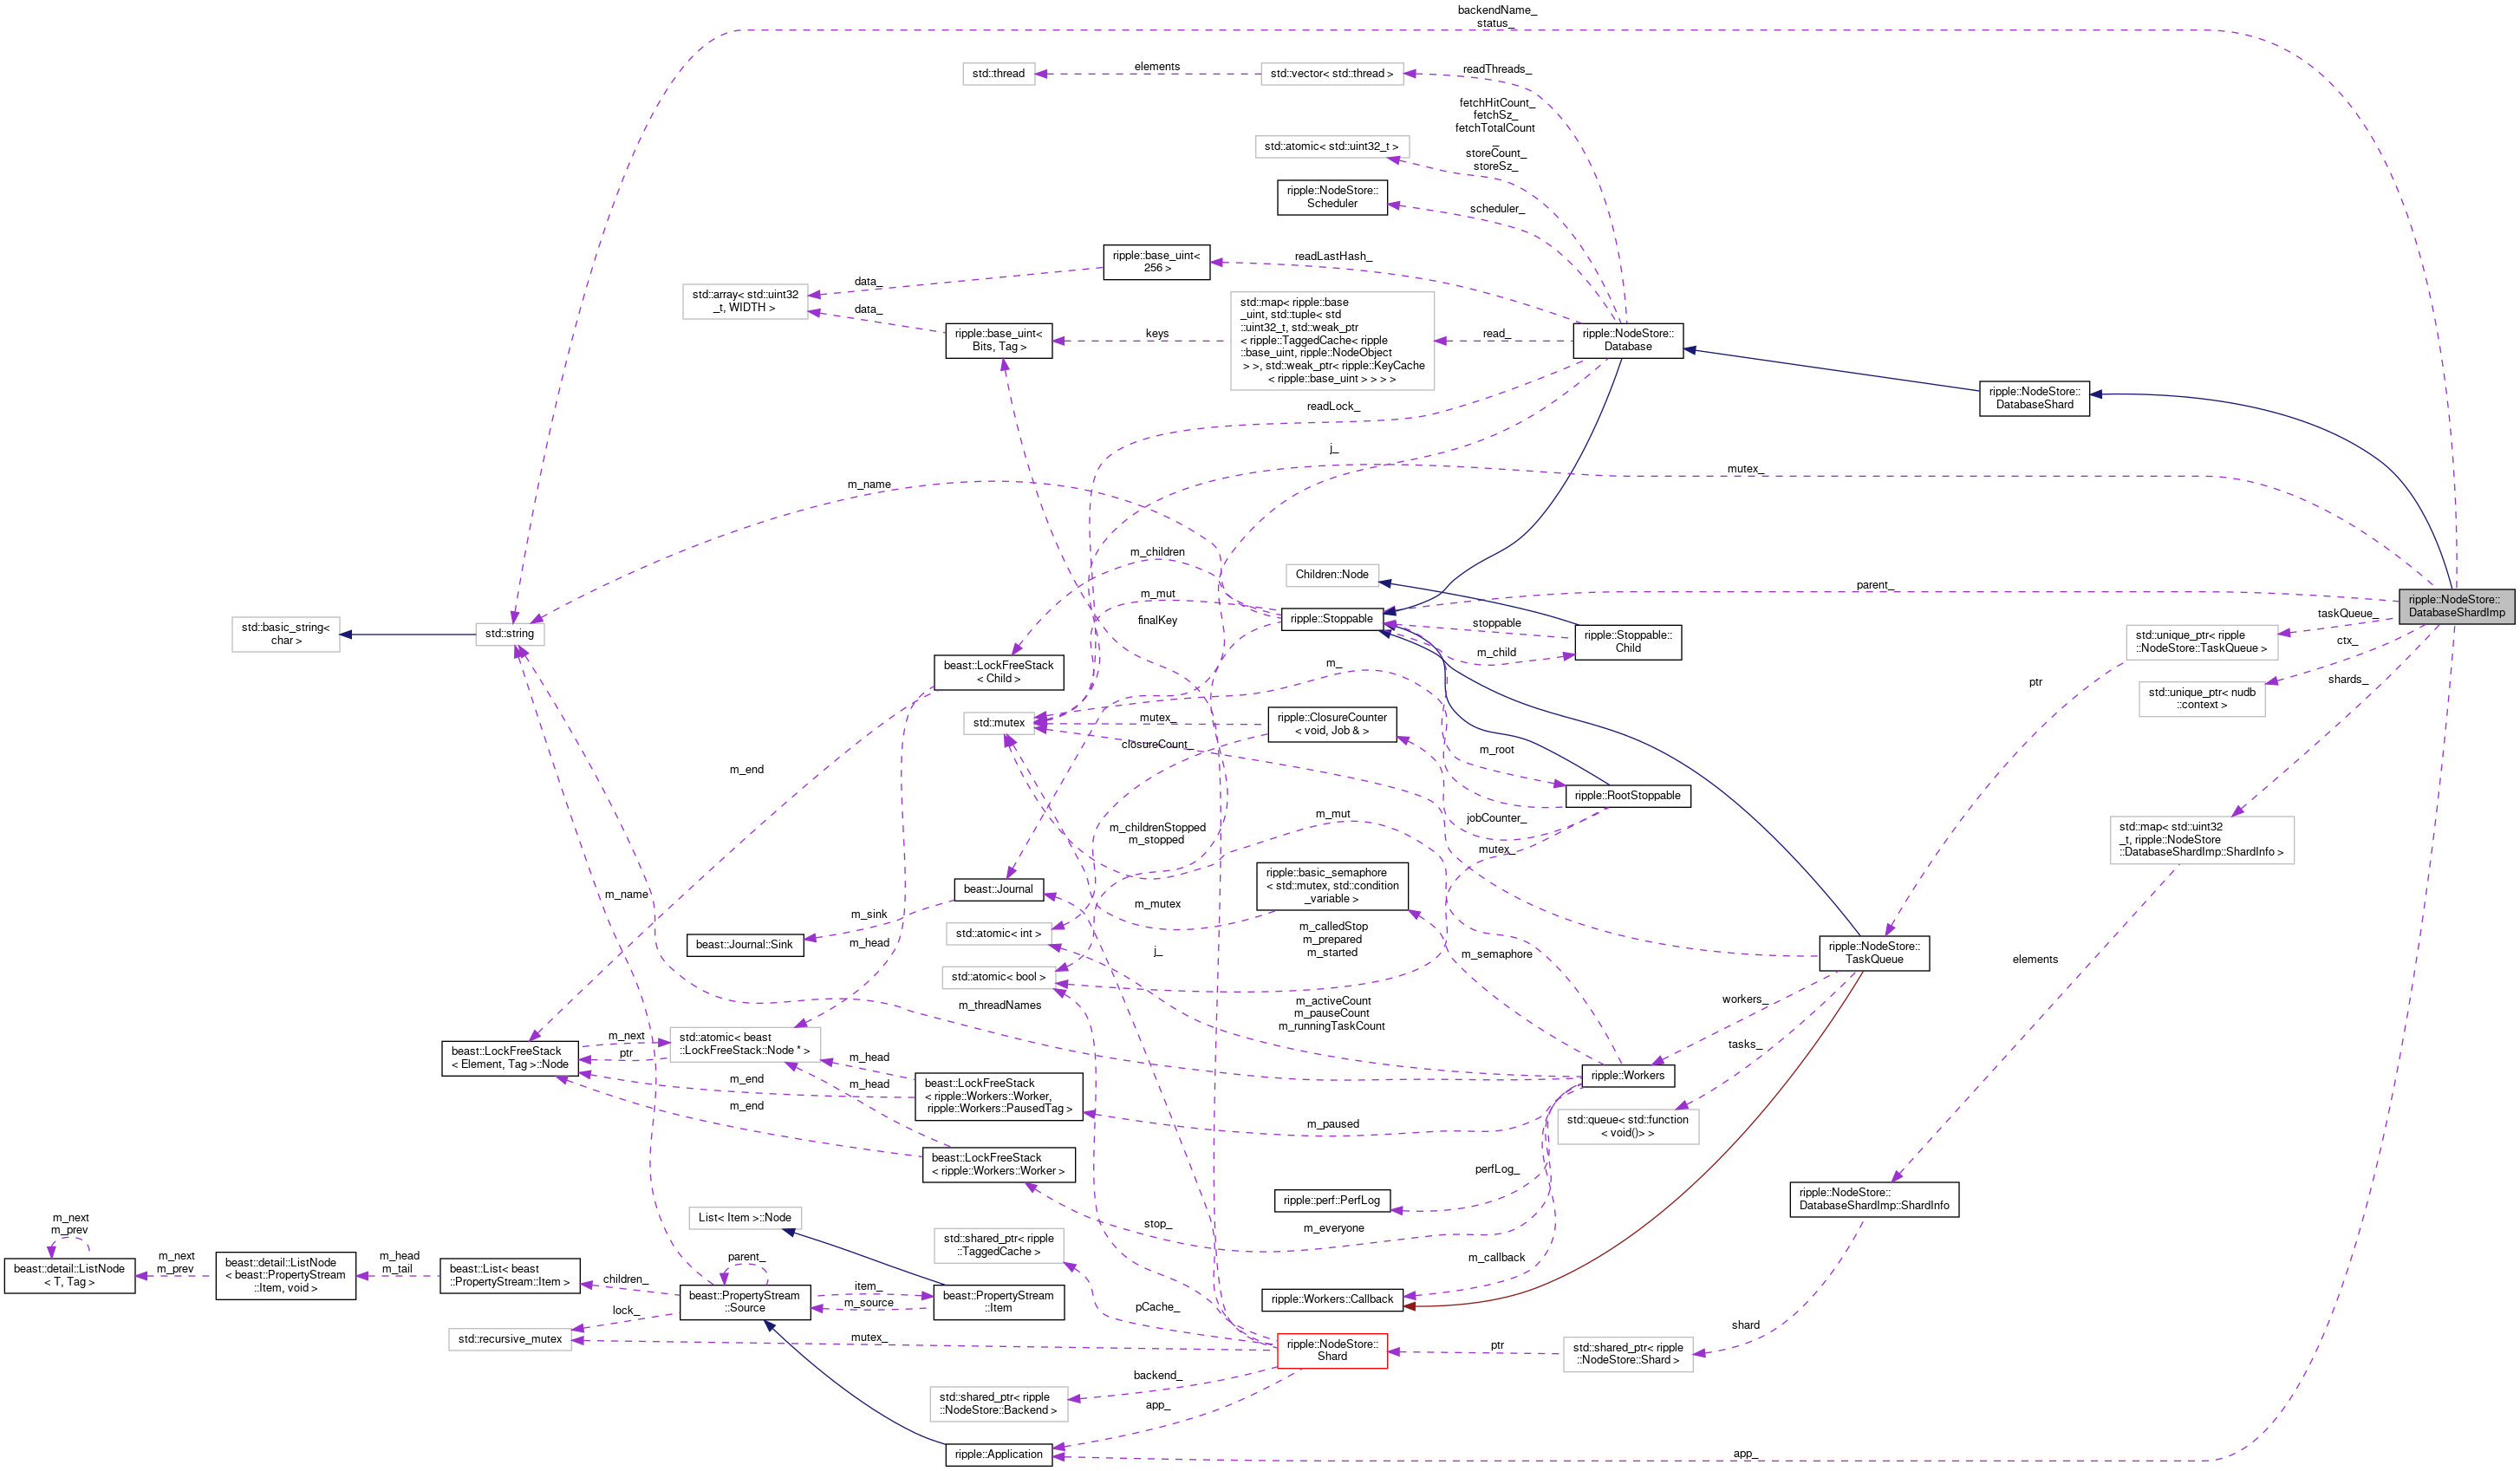 backendName_
status_
std::thread
elements
std::vector< std::thread >
readThreads_
fetchHitCount_
fetchSz_
fetchTotalCount
_
storeCount_
storeSz_
std::atomic< std::uint32_t >
ripple::NodeStore::
Scheduler
scheduler_
ripple::base_uint<
256 >
readLastHash_
data_
std::array< std::uint32
_t, WIDTH >
data_
ripple::base_uint<
Bits, Tag >
keys
std::map< ripple::base
_uint, std::tuple< std
::uint32_t, std::weak_ptr
< ripple::TaggedCache< ripple
::base_uint, ripple::NodeObject
> >, std::weak_ptr< ripple::KeyCache
< ripple::base_uint > > > >
read_
ripple::NodeStore::
Database
ripple::NodeStore::
DatabaseShard
readLock_
j_
mutex_
m_name
m_children
Children::Node
m_mut
finalKey
ripple::Stoppable
stoppable
m_child
ripple::Stoppable::
Child
parent_
ripple::NodeStore::
DatabaseShardImp
taskQueue_
ctx_
shards_
std::unique_ptr< ripple
::NodeStore::TaskQueue >
std::unique_ptr< nudb
::context >
ptr
std::basic_string<
char >
std::string
beast::LockFreeStack
< Child >
m_
std::mutex
mutex_
ripple::ClosureCounter
< void, Job & >
closureCount_
m_root
ripple::RootStoppable
m_end
m_childrenStopped
m_stopped
m_mut
jobCounter_
mutex_
std::map< std::uint32
_t, ripple::NodeStore
::DatabaseShardImp::ShardInfo >
m_name
beast::Journal
ripple::basic_semaphore
< std::mutex, std::condition
_variable >
m_mutex
m_sink
beast::Journal::Sink
m_head
std::atomic< int >
m_calledStop
m_prepared
m_started
j_
m_semaphore
std::atomic< bool >
ripple::NodeStore::
TaskQueue
elements
m_threadNames
m_activeCount
m_pauseCount
m_runningTaskCount
workers_
tasks_
beast::LockFreeStack
< Element, Tag >::Node
m_next
ptr
std::atomic< beast
::LockFreeStack::Node * >
m_head
m_end
m_head
m_end
beast::LockFreeStack
< ripple::Workers::Worker,
ripple::Workers::PausedTag >
ripple::Workers
m_paused
std::queue< std::function
< void()> >
beast::LockFreeStack
< ripple::Workers::Worker >
perfLog_
ripple::perf::PerfLog
ripple::NodeStore::
DatabaseShardImp::ShardInfo
List< Item >::Node
stop_
m_everyone
m_callback
std::shared_ptr< ripple
::TaggedCache >
m_next
m_prev
beast::detail::ListNode
< T, Tag >
m_next
m_prev
beast::detail::ListNode
< beast::PropertyStream
::Item, void >
m_head
m_tail
beast::List< beast
::PropertyStream::Item >
children_
parent_
beast::PropertyStream
::Source
item_
m_source
beast::PropertyStream
::Item
ripple::Workers::Callback
pCache_
lock_
std::recursive_mutex
mutex_
ripple::NodeStore::
Shard
ptr
std::shared_ptr< ripple
::NodeStore::Shard >
shard
backend_
std::shared_ptr< ripple
::NodeStore::Backend >
app_
ripple::Application
app_